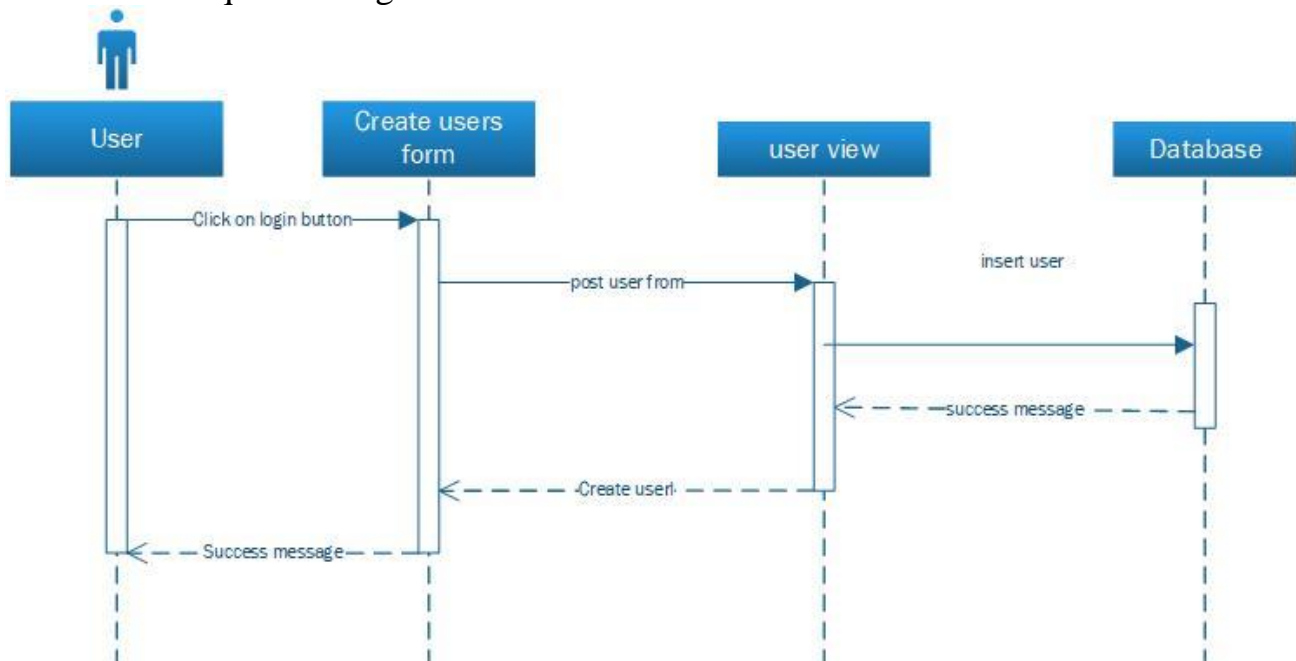 User
Create users
form
user view
Database
Click on login button
insert user
post user from
success message
Create userl
Success message